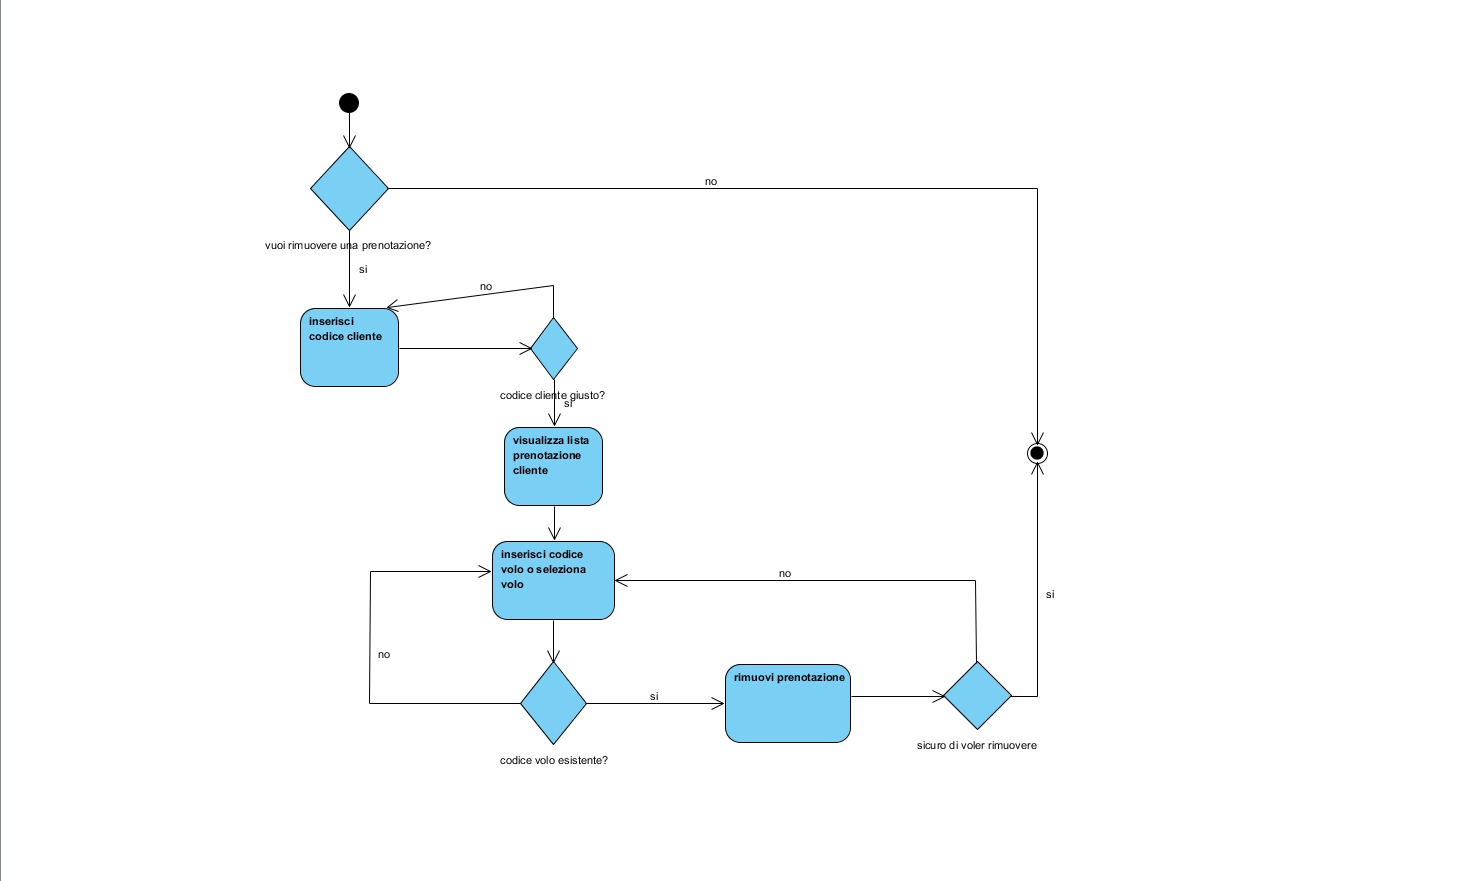 no
vuoi rimuovere una prenotazione?
si
no
inserisci
codice cliente
codice cliente giusto?
si
visualizza lista
prenotazione
cliente
inserisci codice
volo o seleziona
volo
no
si
no
si
rimuovi prenotazione
sicuro di voler rimuovere
codice volo esistente?